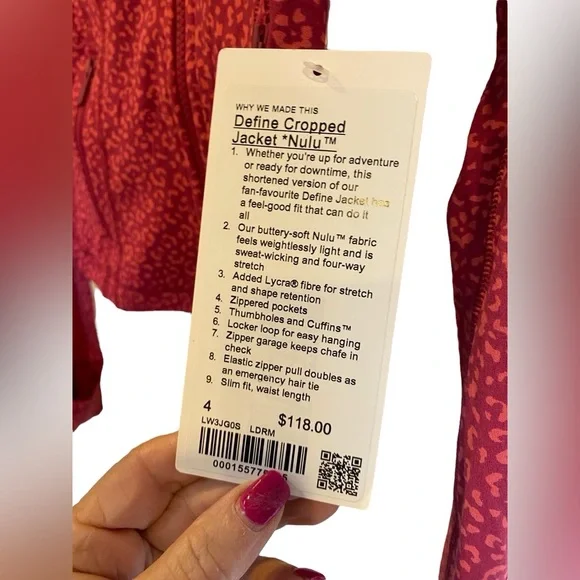 WHY WE MADE THIS
Define Cropped
Jacket *Nulu™
1. Whether you're up for adventure
or ready for downtime, this
shortened version of our
fan-favourite Define Jacket has
a feel-good fit that can do it
all
2. Our buttery-soft Nulu™ fabric
feels weightlessly light and is
sweat-wicking and four-way
stretch
3. Added Lycra® fibre for stretch
and shape retention
4. Zippered pockets
5. Thumbholes and Cuffins™
6. Locker loop for easy hanging
7. Zipper garage keeps chafe in
check
8. Elastic zipper pull doubles as
an emergency hair tie
9. Slim fit, waist length
4 $118.00
LW3JG0S LDRM